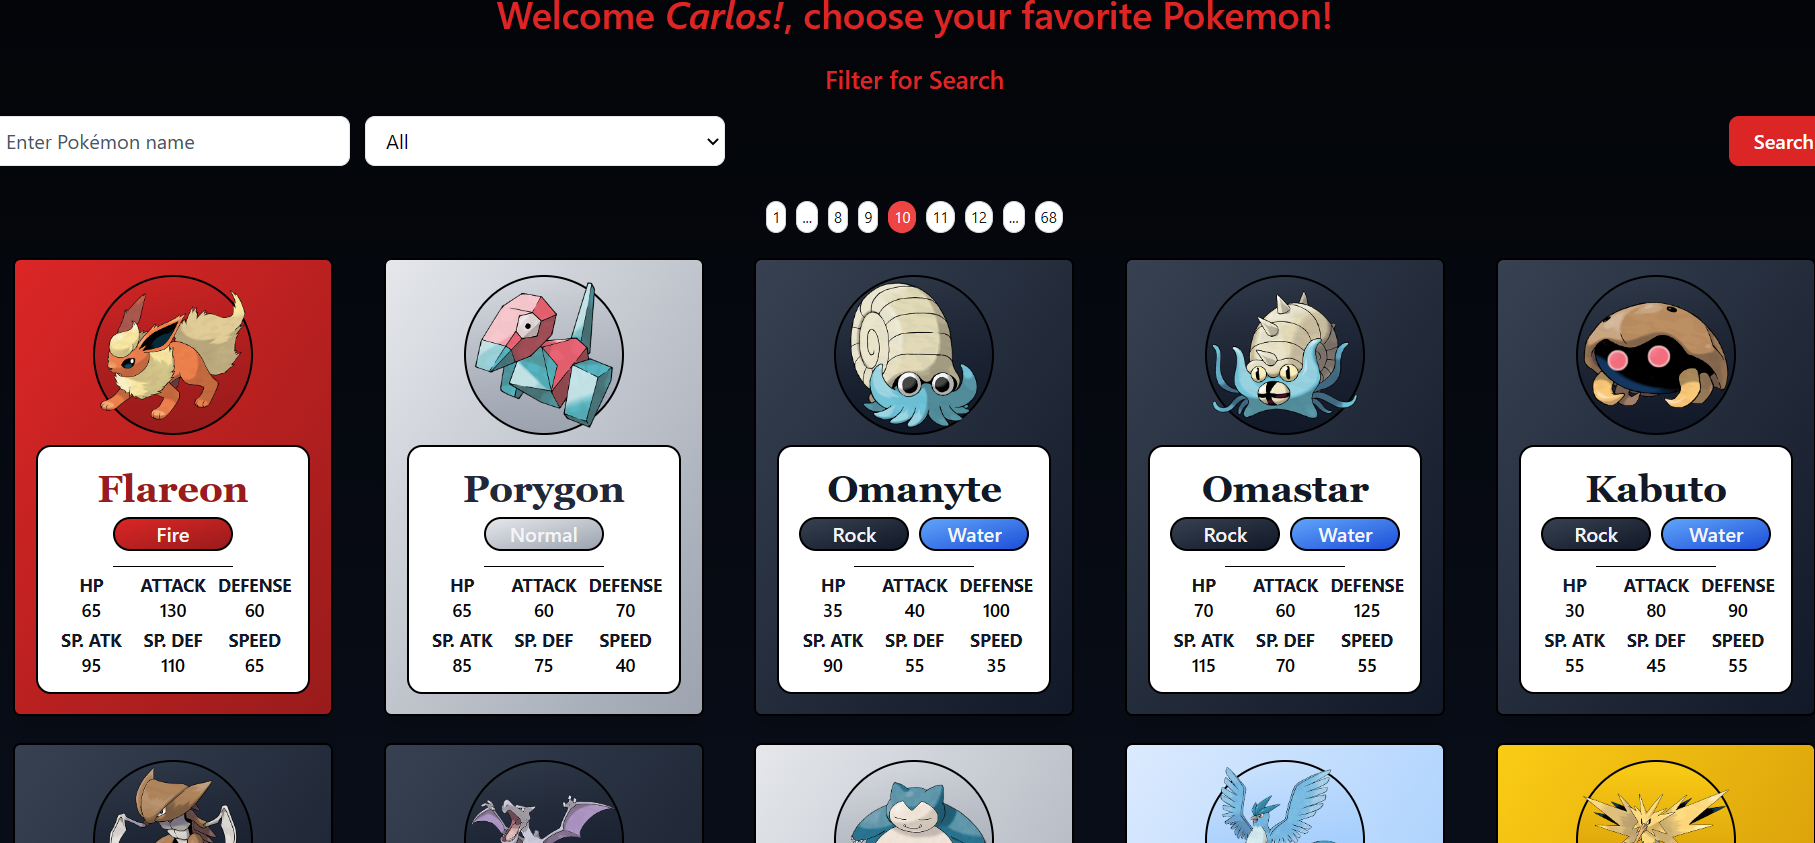 Welcome Carlos!, choose your favorite Pokemon!
Filter for Search
Enter Pokémon name All Search
1 ... 8 9 10 11 12 ... 68
Flareon Porygon Omanyte Omastar Kabuto
Fire Normal Rock Water Rock Water Rock Water
HP ATTACK DEFENSE HP ATTACK DEFENSE HP ATTACK DEFENSE HP ATTACK DEFENSE HP ATTACK DEFENSE
65 130 60 65 60 70 35 40 100 70 60 125 30 80 90
SP. ATK SP. DEF SPEED SP. ATK SP. DEF SPEED SP. ATK SP. DEF SPEED SP. ATK SP. DEF SPEED SP. ATK SP. DEF SPEED
95 110 65 85 75 40 90 55 35 115 70 55 55 45 55